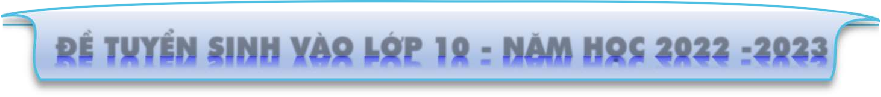 ĐỀ TUYỂN SINH VÀO LỚP 10 - NĂM HỌC 2022 -2023